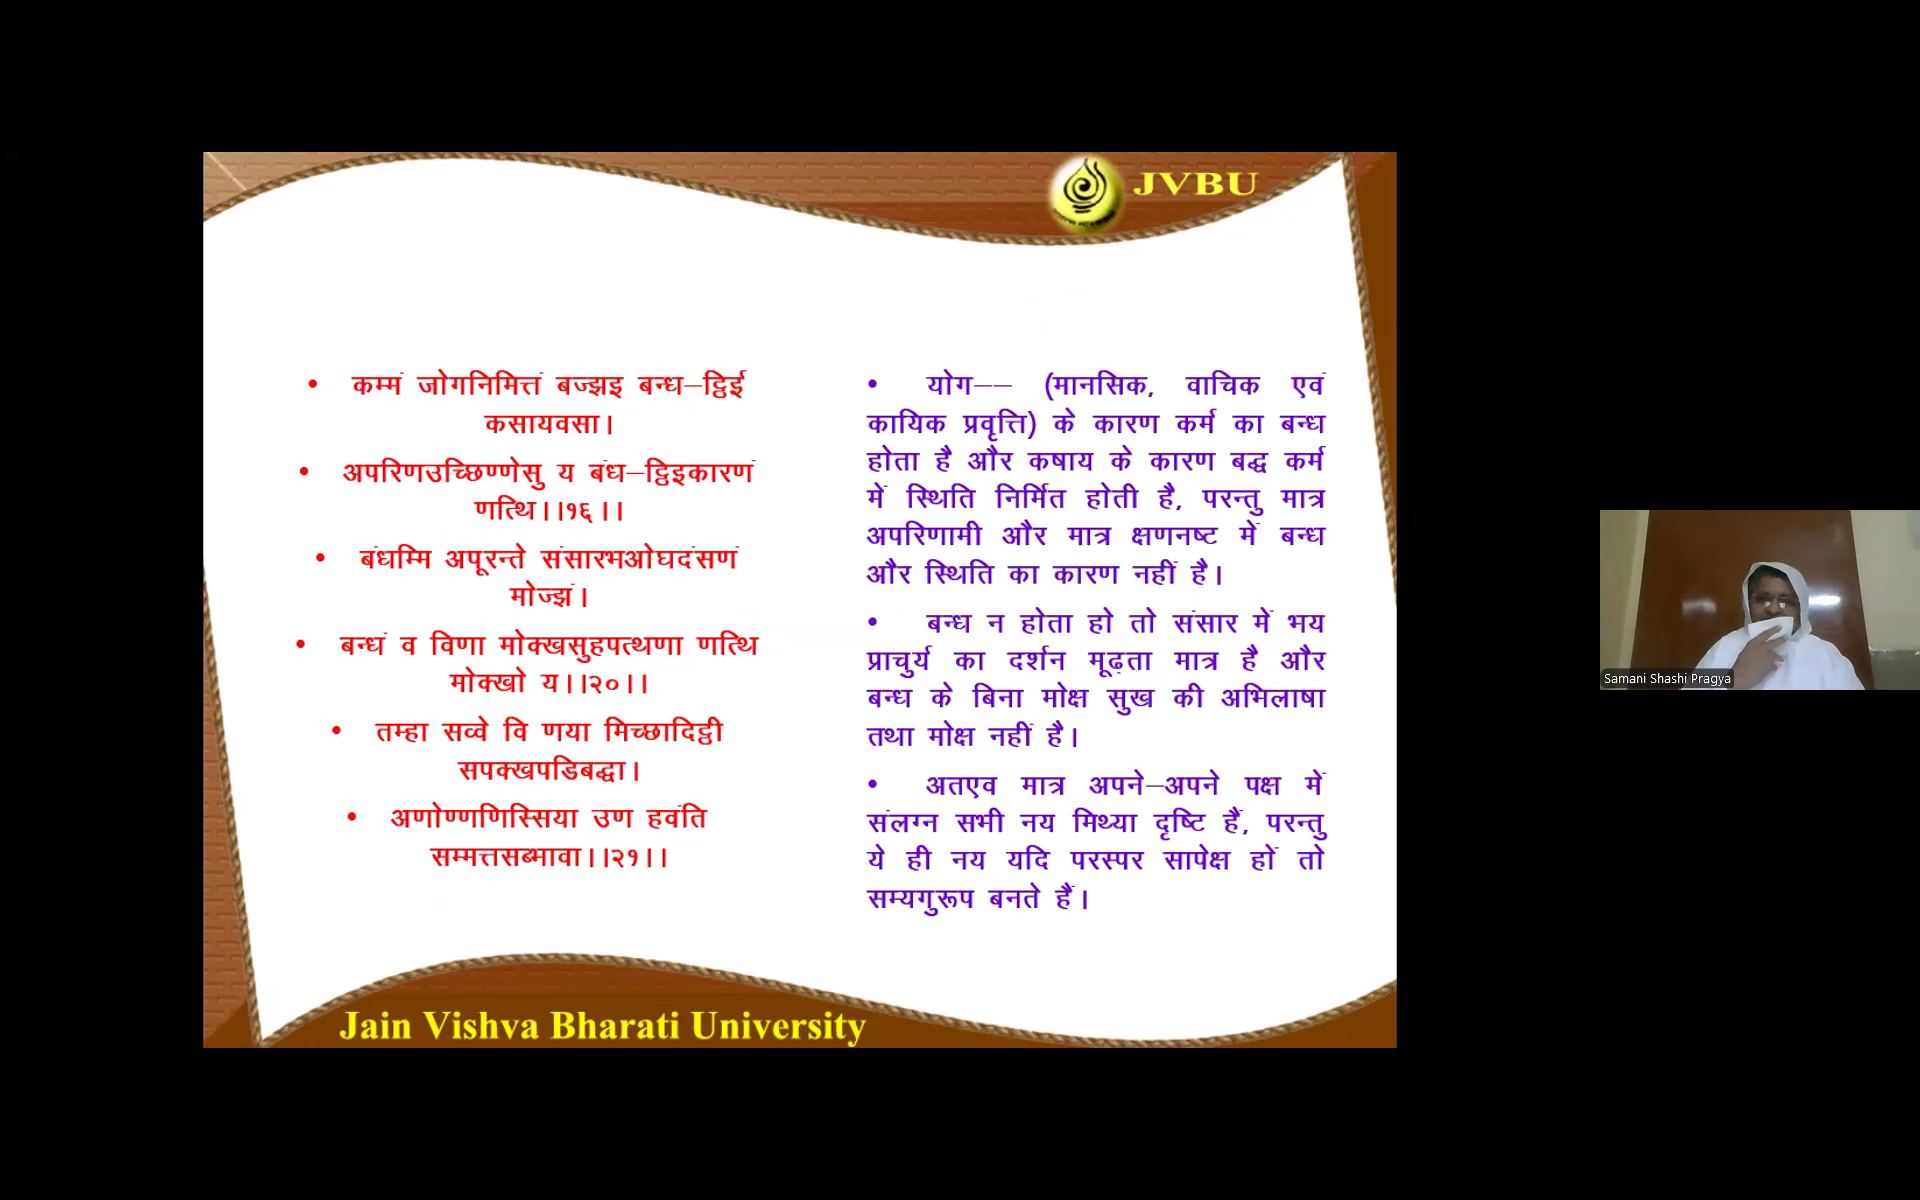 JVBU
• कम्मं जोगनिमित्तं बज्झइ बन्ध–ट्ठिई
कसायवसा।
• अपरिणउच्छिण्णेसु य बंध–ट्ठिइकारणं
णत्थि।।१६।।
• बंधम्मि अपूरन्ते संसारभओघदंसणं
मोज्झं।
• बन्धं व विणा मोक्खसुहपत्थणा णत्थि
मोक्खो य।।२०।।
• तम्हा सव्वे वि णया मिच्छादिट्ठी
सपक्खपडिबद्धा।
• अणोण्णणिस्सिया उण हवंति
सम्मत्तसब्भावा।।२१।।
• योग–– (मानसिक, वाचिक एवं
कायिक प्रवृत्ति) के कारण कर्म का बन्ध
होता है और कषाय के कारण बद्ध कर्म
में स्थिति निर्मित होती है, परन्तु मात्र
अपरिणामी और मात्र क्षणनष्ट में बन्ध
और स्थिति का कारण नहीं है।
• बन्ध न होता हो तो संसार में भय
प्राचुर्य का दर्शन मूढ़ता मात्र है और
बन्ध के बिना मोक्ष सुख की अभिलाषा
तथा मोक्ष नहीं है।
• अतएव मात्र अपने–अपने पक्ष में
संलग्न सभी नय मिथ्या दृष्टि हैं, परन्तु
ये ही नय यदि परस्पर सापेक्ष हों तो
सम्यगुरूप बनते हैं।
Jain Vishva Bharati University
Samani Shashi Pragya